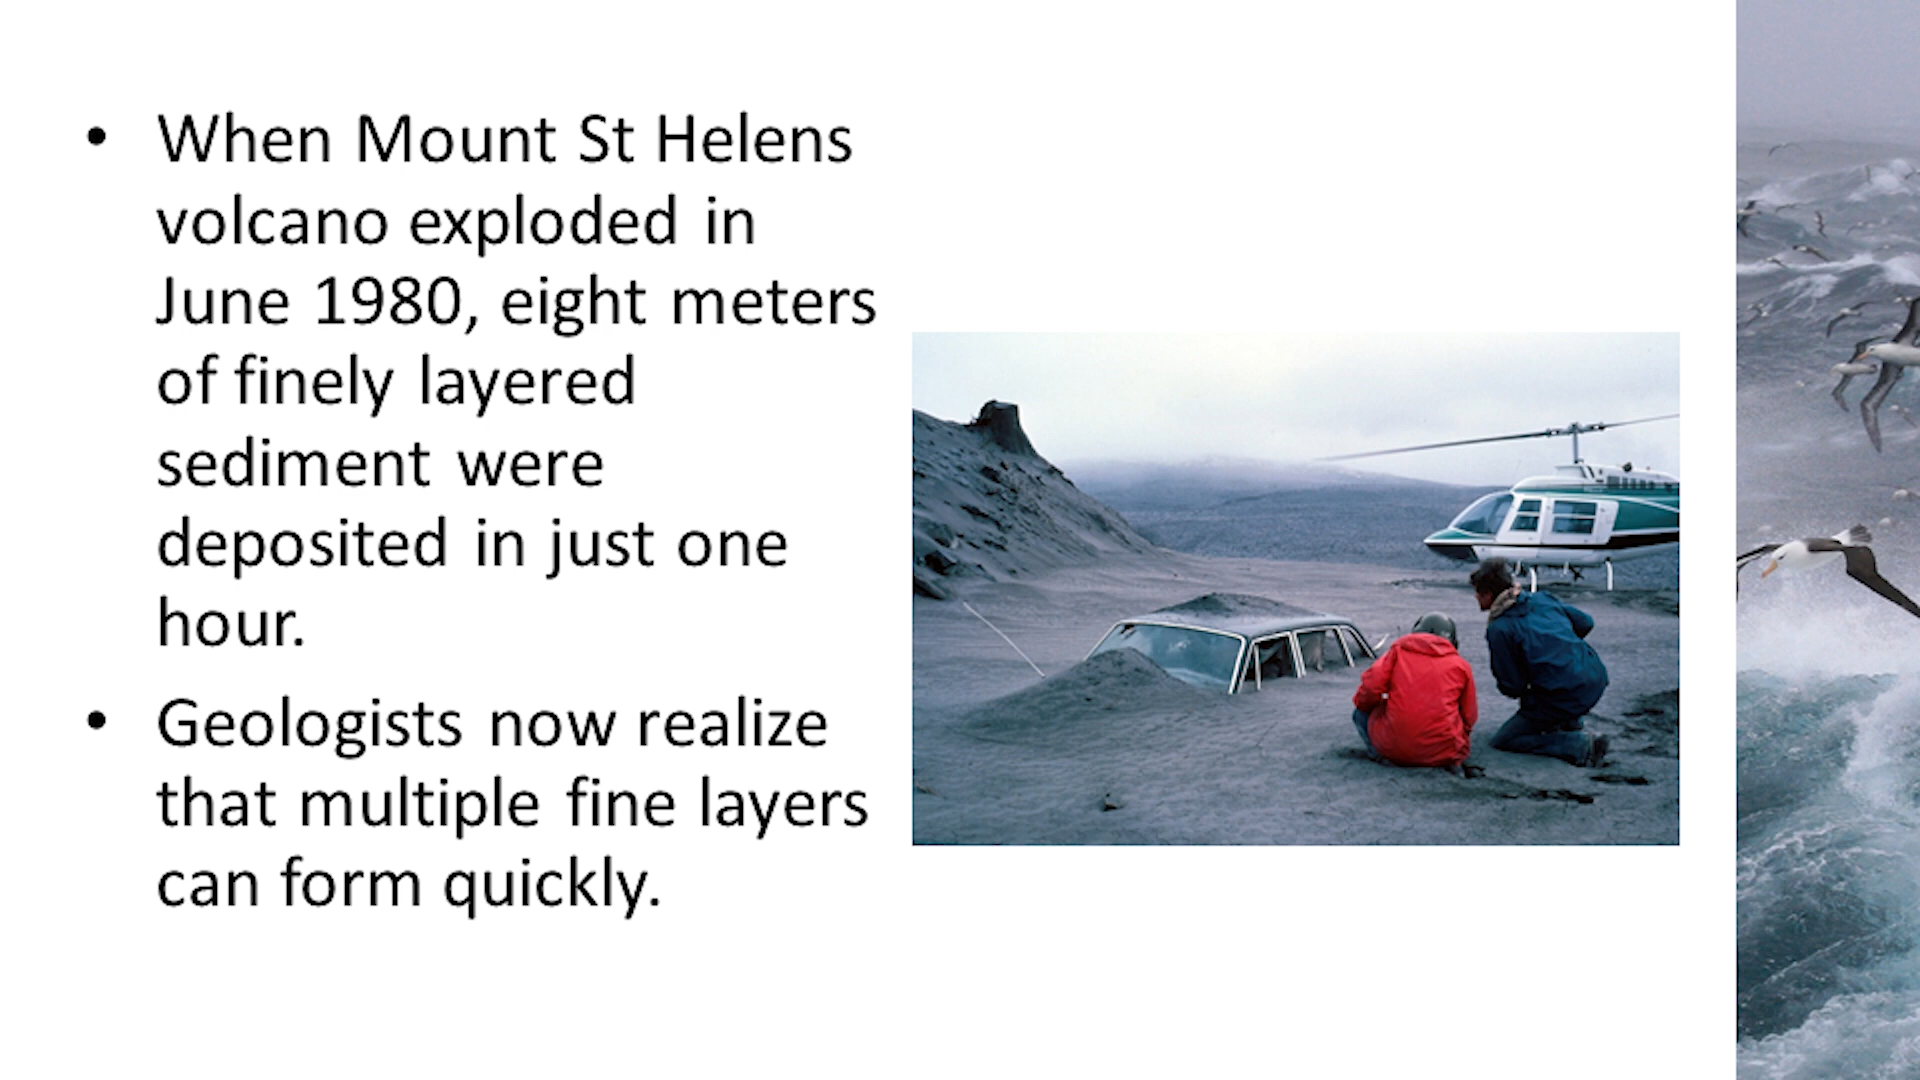 • When Mount St Helens
volcano exploded in
June 1980, eight meters
of finely layered
sediment were
deposited in just one
hour.
• Geologists now realize
that multiple fine layers
can form quickly.